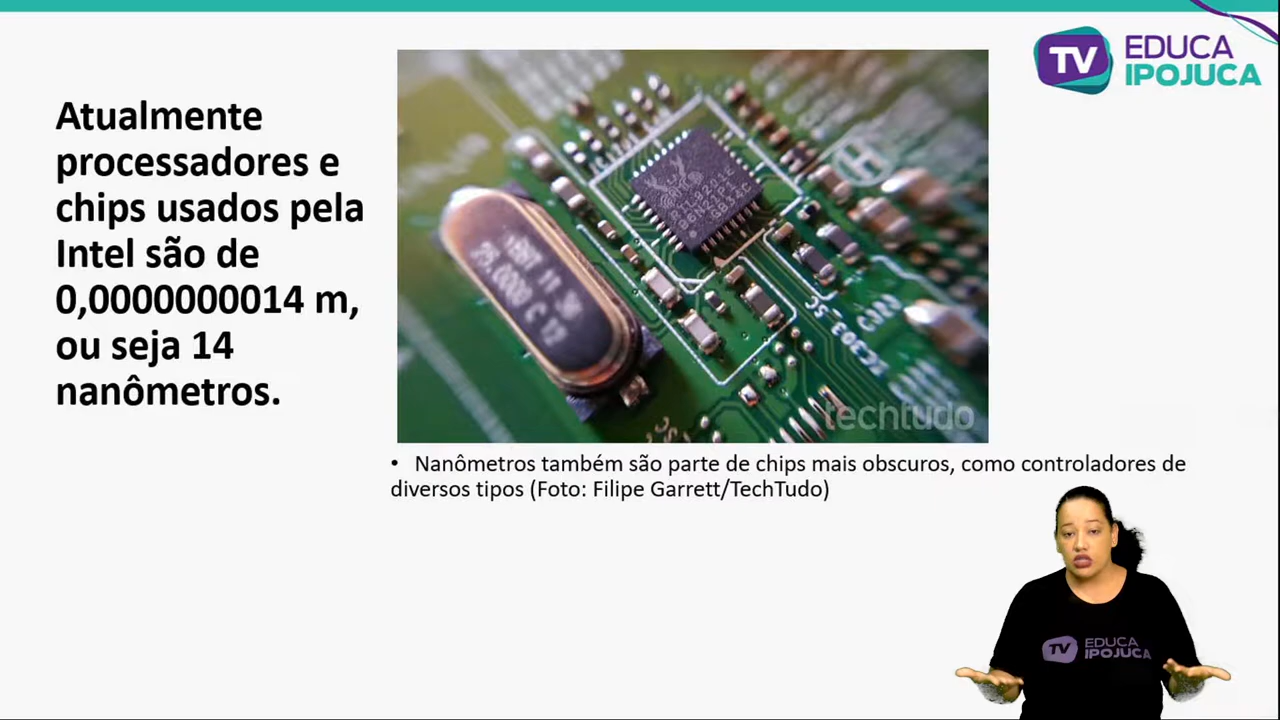 Atualmente
processadores e
chips usados pela
Intel são de
0,0000000014 m,
ou seja 14
nanômetros.
TV EDUCA
IPOJUCA
25.000
techtudo
• Nanômetros também são parte de chips mais obscuros, como controladores de
diversos tipos (Foto: Filipe Garrett/TechTudo)
TV EDUCA
IPOJUCA